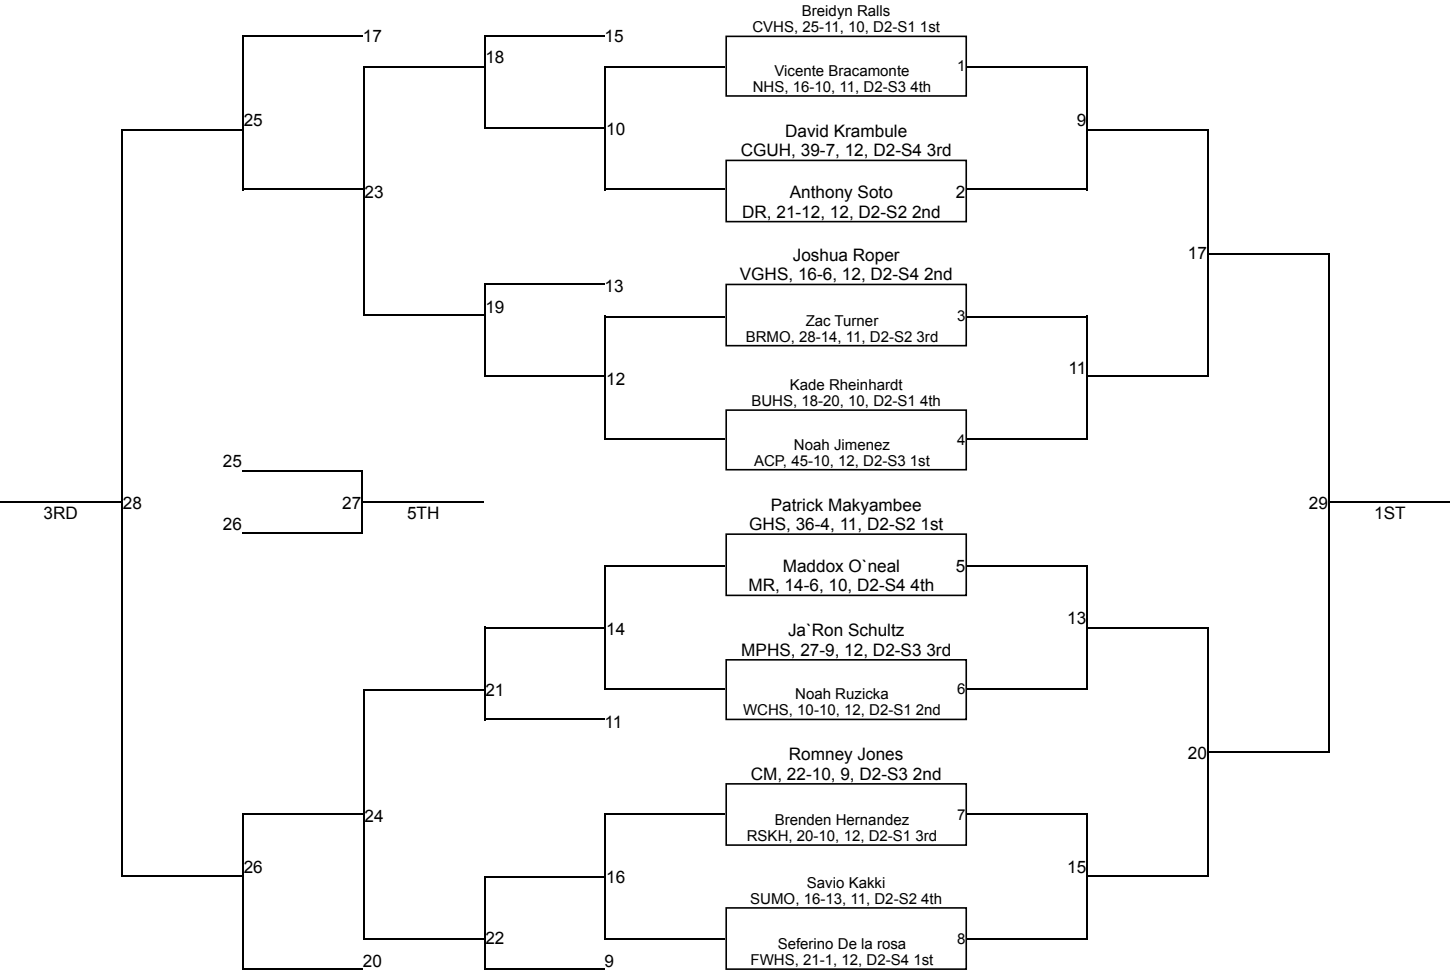 Breidyn Ralls
CVHS, 25-11, 10, D2-S1 1st
17
15
18
Vicente Bracamonte
1
NHS, 16-10, 11, D2-S3 4th
25
10
David Krambule
9
CGUH, 39-7, 12, D2-S4 3rd
23
Anthony Soto
2
DR, 21-12, 12, D2-S2 2nd
Joshua Roper
17
VGHS, 16-6, 12, D2-S4 2nd
13
19
Zac Turner
3
BRMO, 28-14, 11, D2-S2 3rd
12
11
Kade Rheinhardt
BUHS, 18-20, 10, D2-S1 4th
Noah Jimenez
4
ACP, 45-10, 12, D2-S3 1st
25
28
27
29
3RD
5TH
1ST
26
Patrick Makyambee
GHS, 36-4, 11, D2-S2 1st
Maddox O`neal
5
MR, 14-6, 10, D2-S4 4th
14
13
Ja`Ron Schultz
MPHS, 27-9, 12, D2-S3 3rd
21
Noah Ruzicka
6
WCHS, 10-10, 12, D2-S1 2nd
11
Romney Jones
20
CM, 22-10, 9, D2-S3 2nd
24
Brenden Hernandez
7
RSKH, 20-10, 12, D2-S1 3rd
26
16
15
Savio Kakki
SUMO, 16-13, 11, D2-S2 4th
22
Seferino De la rosa
8
FWHS, 21-1, 12, D2-S4 1st
20
9